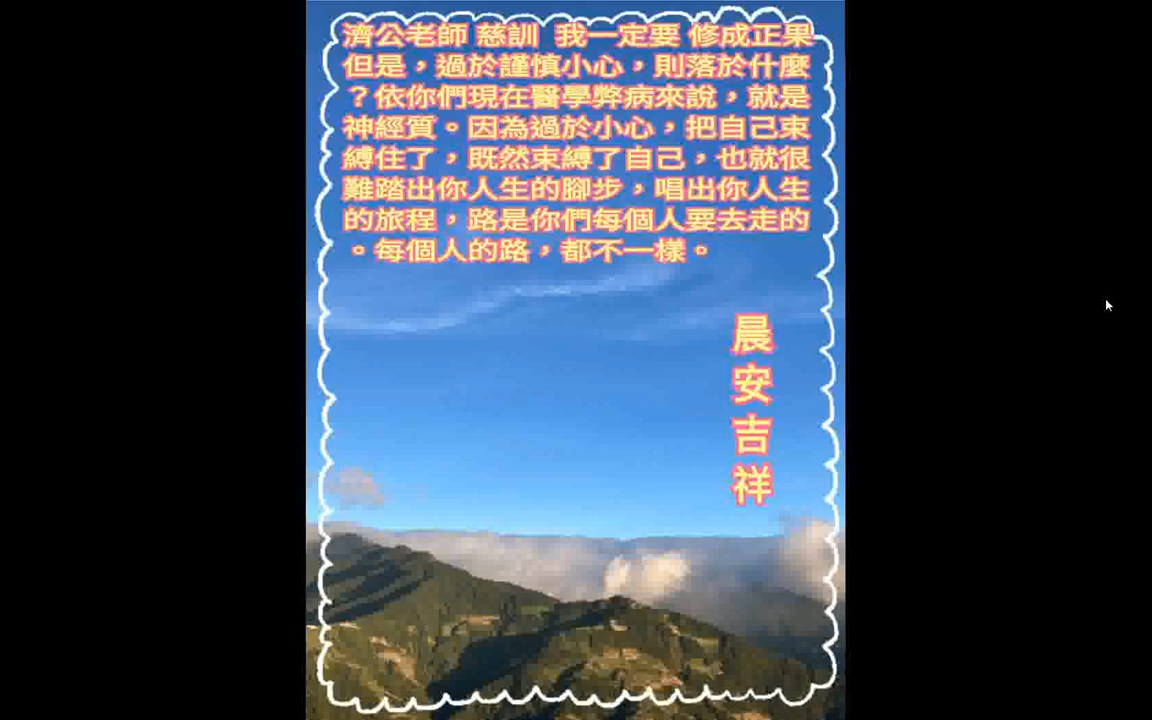 濟公老師 慈訓 我一定要 修成正果
但是，過於謹慎小心，則落於什麼
？依你們現在醫學弊病來說，就是
神經質。因為過於小心，把自己束
縛住了，既然束縛了自己，也就很
難踏出你人生的腳步，唱出你人生
的旅程，路是你們每個人要去走的
。每個人的路，都不一樣。
晨安吉祥